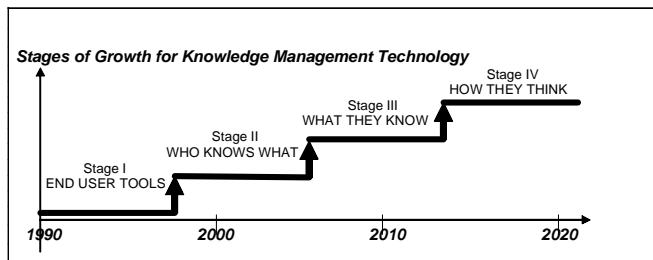 Stages of Growth for Knowledge Management Technology
Stage IV
HOW THEY THINK
Stage III
WHAT THEY KNOW
Stage II
WHO KNOWS WHAT
Stage I
END USER TOOLS
1990
2000
2010
2020